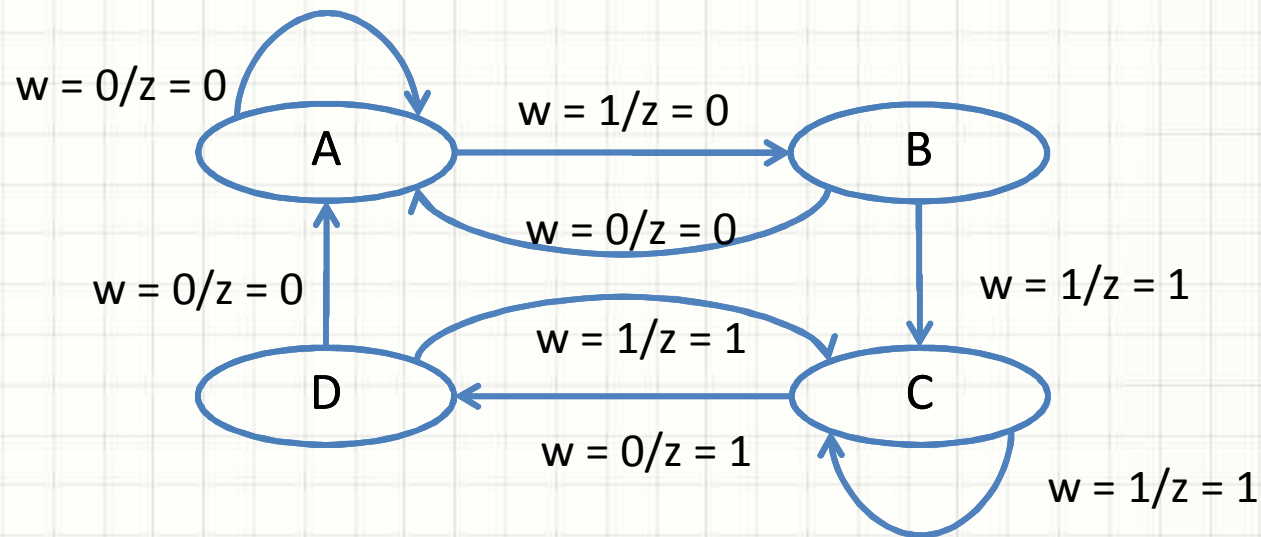 w = 0/z = 0
w = 1/z = 0
A
B
w = 0/z = 0
w = 0/z = 0
w = 1/z = 1
w = 1/z = 1
D
C
w = 0/z = 1
w = 1/z = 1